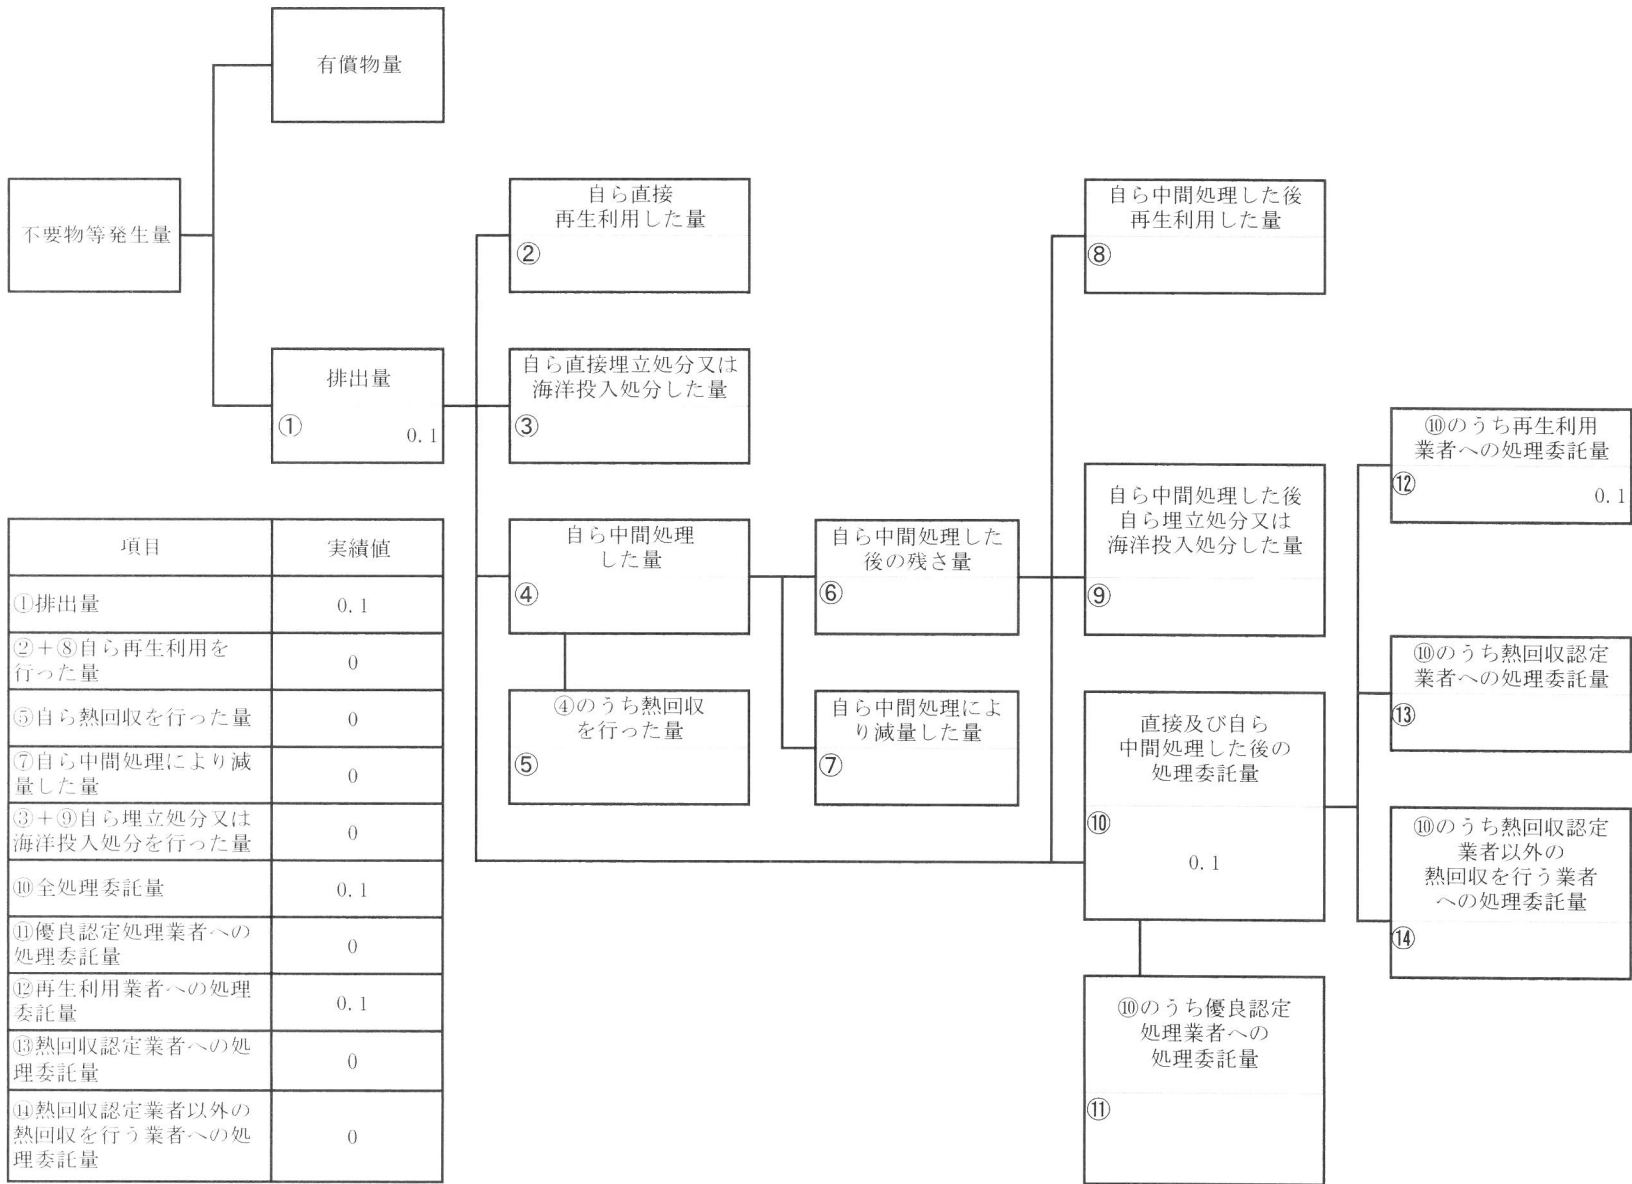 有償物量
不要物等発生量
排出量
①
0.1
自ら直接
再生利用した量
②
自ら直接埋立処分又は
海洋投入処分した量
③
自ら中間処理
した量
④
④のうち熱回収
を行った量
⑤
自ら中間処理した
後の残さ量
⑥
自ら中間処理によ
り減量した量
⑦
自ら中間処理した後
再生利用した量
⑧
自ら中間処理した後
自ら埋立処分又は
海洋投入処分した量
⑨
直接及び自ら
中間処理した後の
処理委託量
⑩
0.1
⑩のうち優良認定
処理業者への
処理委託量
⑪
⑩のうち再生利用
業者への処理委託量
⑫
0.1
⑩のうち熱回収認定
業者への処理委託量
⑬
⑩のうち熱回収認定
業者以外の
熱回収を行う業者
への処理委託量
⑭
項目 実績値
①排出量 0.1
②+⑧自ら再生利用を
行った量 0
⑤自ら熱回収を行った量 0
⑦自ら中間処理により減
量した量 0
③+⑨自ら埋立処分又は
海洋投入処分を行った量 0
⑩全処理委託量 0.1
⑪優良認定処理業者への
処理委託量 0
⑫再生利用業者への処理
委託量 0.1
⑬熱回収認定業者への処
理委託量 0
⑭熱回収認定業者以外の
熱回収を行う業者への処
理委託量 0